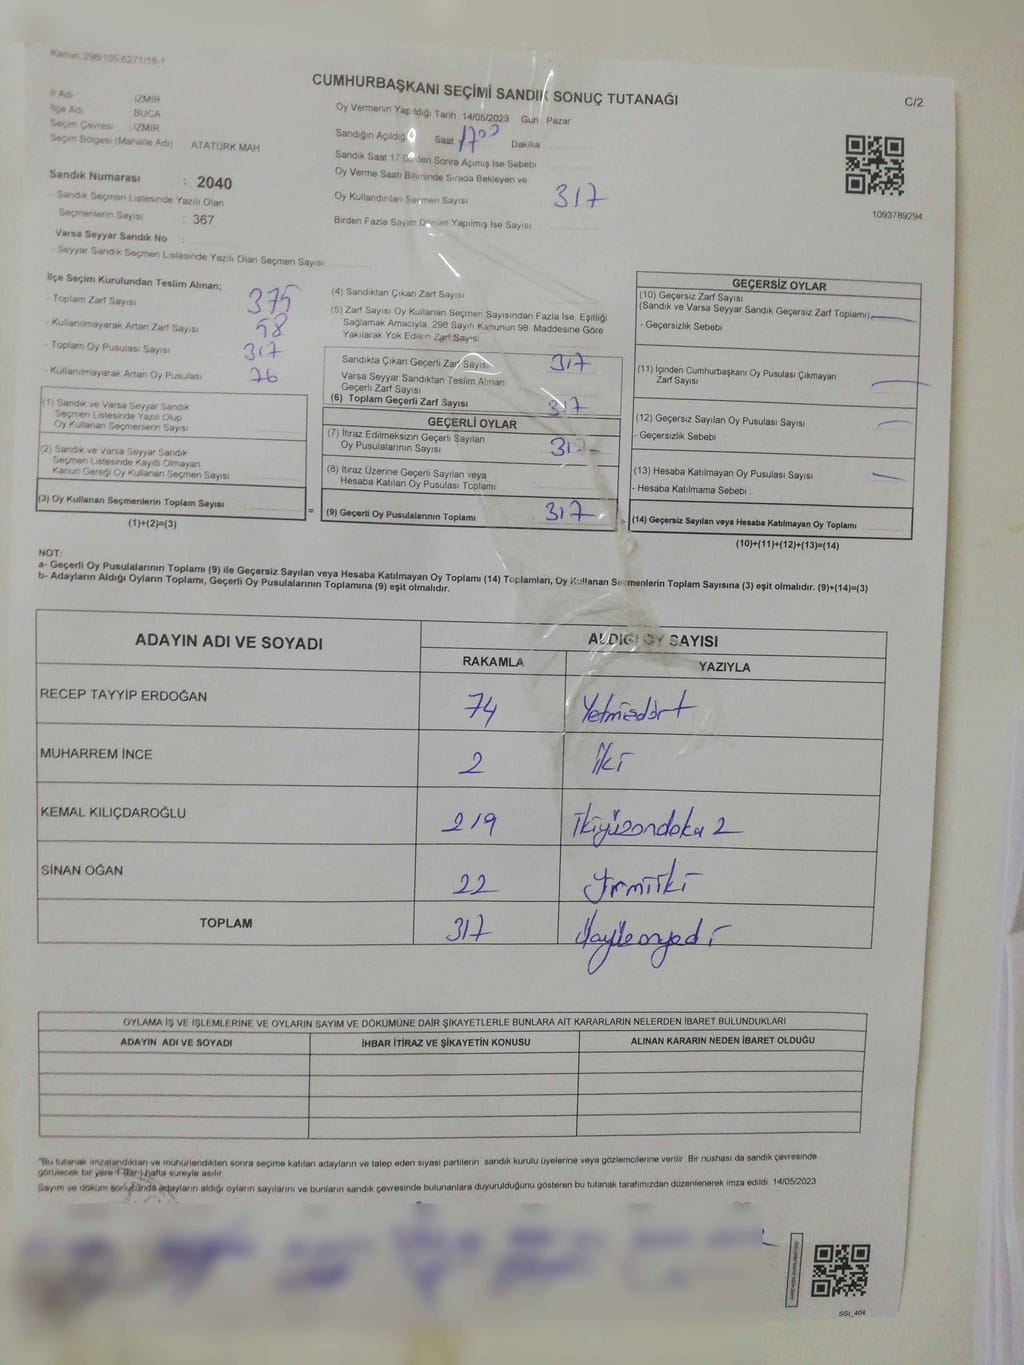 Kanun 298/105,6271/18-1
CUMHURBAŞKANI SEÇİMİ SANDIK SONUÇ TUTANAĞI
C/2
İl Adı : İZMİR
İlçe Adı : BUCA
Seçim Çevresi : İZMİR
Seçim Bölgesi (Mahalle Adı) ATATÜRK MAH.
Sandık Numarası : 2040
- Sandık Seçmen Listesinde Yazılı Olan
Seçmenlerin Sayısı : 367
Varsa Seyyar Sandık No :
- Seyyar Sandık Seçmen Listesinde Yazılı Olan Seçmen Sayısı
Oy Vermenin Yapıldığı Tarih : 14/05/2023 Gün : Pazar
Sandığın Açıldığı Saat 17 00 Dakika
Sandık Saat 17:00'den Sonra Açmış İse Sebebi
Oy Verme Saati Bitiminde Sırada Bekleyen ve
Oy Kullandırılan Seçmen Sayısı 317
Birden Fazla Sayım Döküm Yapılmış İse Sayısı
1093789294
İlçe Seçim Kurulundan Teslim Alınan;
- Toplam Zarf Sayısı 375
- Kullanılmayarak Artan Zarf Sayısı 58
- Toplam Oy Pusulası Sayısı 317
- Kullanılmayarak Artan Oy Pusulası 76
(1) Sandık ve Varsa Seyyar Sandık
Seçmen Listesinde Yazılı Olup
Oy Kullanan Seçmenlerin Sayısı
(2) Sandık ve Varsa Seyyar Sandık
Seçmen Listesinde Kayıtlı Olmayan
Kanun Gereği Oy Kullanan Seçmen Sayısı
(3) Oy Kullanan Seçmenlerin Toplam Sayısı
(1)+(2)=(3)
=
(4) Sandıktan Çıkan Zarf Sayısı
(5) Zarf Sayısı Oy Kullanan Seçmen Sayısından Fazla İse, Eşitliği
Sağlamak Amacıyla, 298 Sayılı Kanunun 98. Maddesine Göre
Yakılarak Yok Edilen Zarf Sayısı
Sandıkta Çıkan Geçerli Zarf Sayısı 317
Varsa Seyyar Sandıktan Teslim Alınan
Geçerli Zarf Sayısı
(6) Toplam Geçerli Zarf Sayısı 317
GEÇERLİ OYLAR
(7) İtiraz Edilmeksizin Geçerli Sayılan
Oy Pusulalarının Sayısı 317
(8) İtiraz Üzerine Geçerli Sayılan veya
Hesaba Katılan Oy Pusulası Toplamı
(9) Geçerli Oy Pusulalarının Toplamı 317
GEÇERSİZ OYLAR
(10) Geçersiz Zarf Sayısı
(Sandık ve Varsa Seyyar Sandık Geçersiz Zarf Toplamı)
- Geçersizlik Sebebi :
(11) İçinden Cumhurbaşkanı Oy Pusulası Çıkmayan
Zarf Sayısı
(12) Geçersiz Sayılan Oy Pusulası Sayısı
- Geçersizlik Sebebi :
(13) Hesaba Katılmayan Oy Pusulası Sayısı
- Hesaba Katılmama Sebebi :
(14) Geçersiz Sayılan veya Hesaba Katılmayan Oy Toplamı
(10)+(11)+(12)+(13)=(14)
NOT:
a- Geçerli Oy Pusulalarının Toplamı (9) ile Geçersiz Sayılan veya Hesaba Katılmayan Oy Toplamı (14) Toplamları, Oy Kullanan Seçmenlerin Toplam Sayısına (3) eşit olmalıdır. (9)+(14)=(3)
b- Adayların Aldığı Oyların Toplamı, Geçerli Oy Pusulalarının Toplamına (9) eşit olmalıdır.
ADAYIN ADI VE SOYADI
ALDIĞI OY SAYISI
RAKAMLA YAZIYLA
RECEP TAYYİP ERDOĞAN 74 Yetmişdört
MUHARREM İNCE 2 İki
KEMAL KILIÇDAROĞLU 219 İkiyüzondokuz
SİNAN OĞAN 22 Yirmiiki
TOPLAM 317 üçyüzonyedi
OYLAMA İŞ VE İŞLEMLERİNE VE OYLARIN SAYIM VE DÖKÜMÜNE DAİR ŞİKAYETLERLE BUNLARA AİT KARARLARIN NELERDEN İBARET BULUNDUKLARI
ADAYIN ADI VE SOYADI İHBAR İTİRAZ VE ŞİKAYETİN KONUSU ALINAN KARARIN NEDEN İBARET OLDUĞU
*Bu tutanak imzalandıktan ve mühürlendikten sonra seçime katılan adayların ve talep eden siyasi partilerin sandık kurulu üyelerine veya gözlemcilerine verilir. Bir nüshası da sandık çevresinde
görülecek bir yere 1 (Bir) hafta süreyle asılır.
Sayım ve döküm sonucunda adayların aldığı oyların sayılarını ve bunların sandık çevresinde bulunanlara duyurulduğunu gösteren bu tutanak tarafımızdan düzenlenerek imza edildi. 14/05/2023
SSİ_404